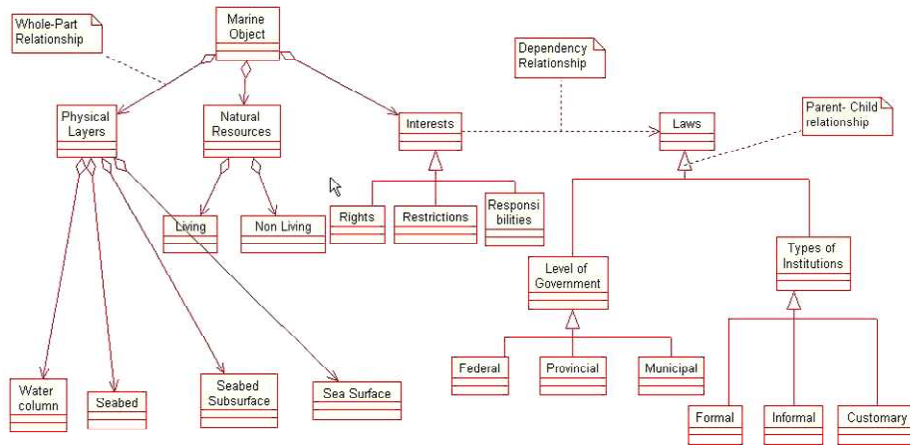 Whole-Part
Relationship
Marine
Object
Dependency
Relationship
Physical
Layers
Natural
Resources
Interests
Laws
Parent- Child
relationship
Living
Non Living
Rights
Restrictions
Responsi
bilities
Level of
Government
Types of
Institutions
Federal
Provincial
Municipal
Water
column
Seabed
Seabed
Subsurface
Sea Surface
Formal
Informal
Customary